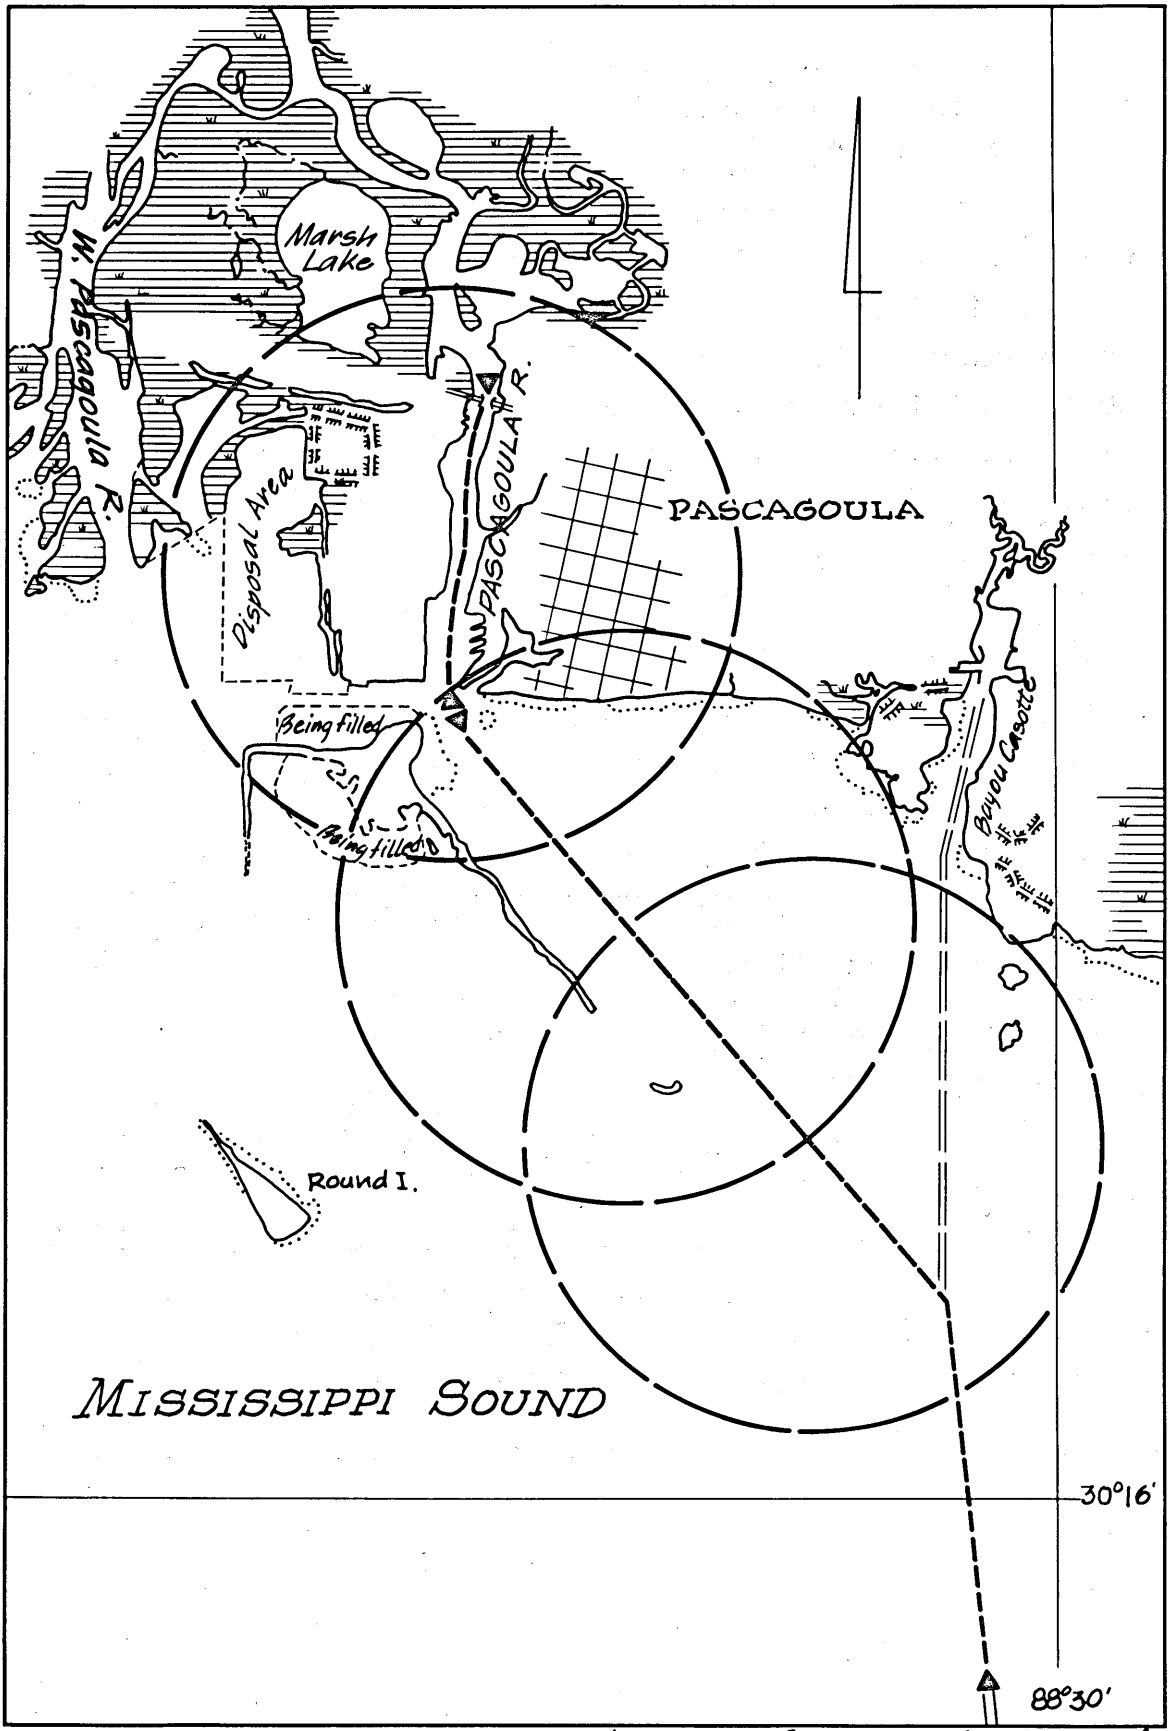 Marsh
Lake
W. Pascagoula R.
PASCAGOULA R.
Disposal Area
PASCAGOULA
Being filled
Being filled
Bayou Casotte
Round I.
MISSISSIPPI SOUND
30°16'
88°30'